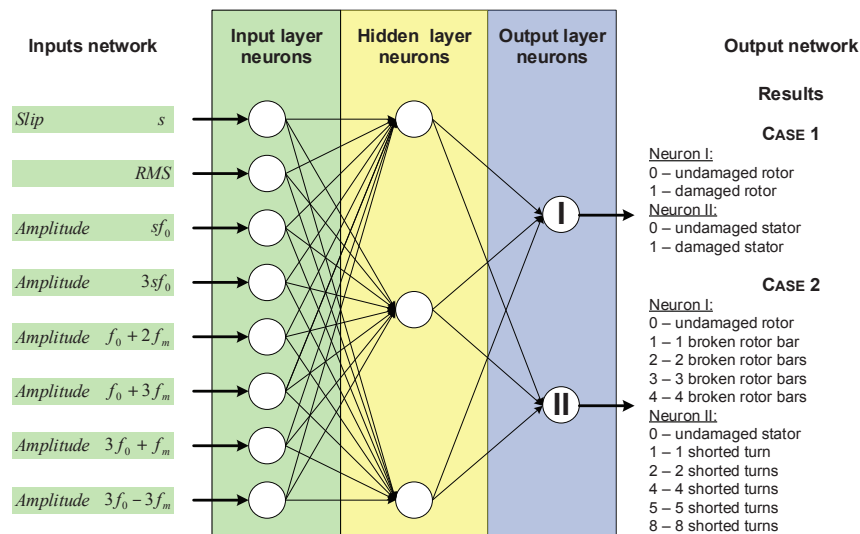 Inputs network
Input layer
neurons
Hidden layer
neurons
Output layer
neurons
Output network
Slip s
RMS
Amplitude sf₀
Amplitude 3sf₀
Amplitude f₀ + 2fₘ
Amplitude f₀ + 3fₘ
Amplitude 3f₀ + fₘ
Amplitude 3f₀ − 3fₘ
I
II
Results
CASE 1
Neuron I:
0 – undamaged rotor
1 – damaged rotor
Neuron II:
0 – undamaged stator
1 – damaged stator
CASE 2
Neuron I:
0 – undamaged rotor
1 – 1 broken rotor bar
2 – 2 broken rotor bars
3 – 3 broken rotor bars
4 – 4 broken rotor bars
Neuron II:
0 – undamaged stator
1 – 1 shorted turn
2 – 2 shorted turns
4 – 4 shorted turns
5 – 5 shorted turns
8 – 8 shorted turns